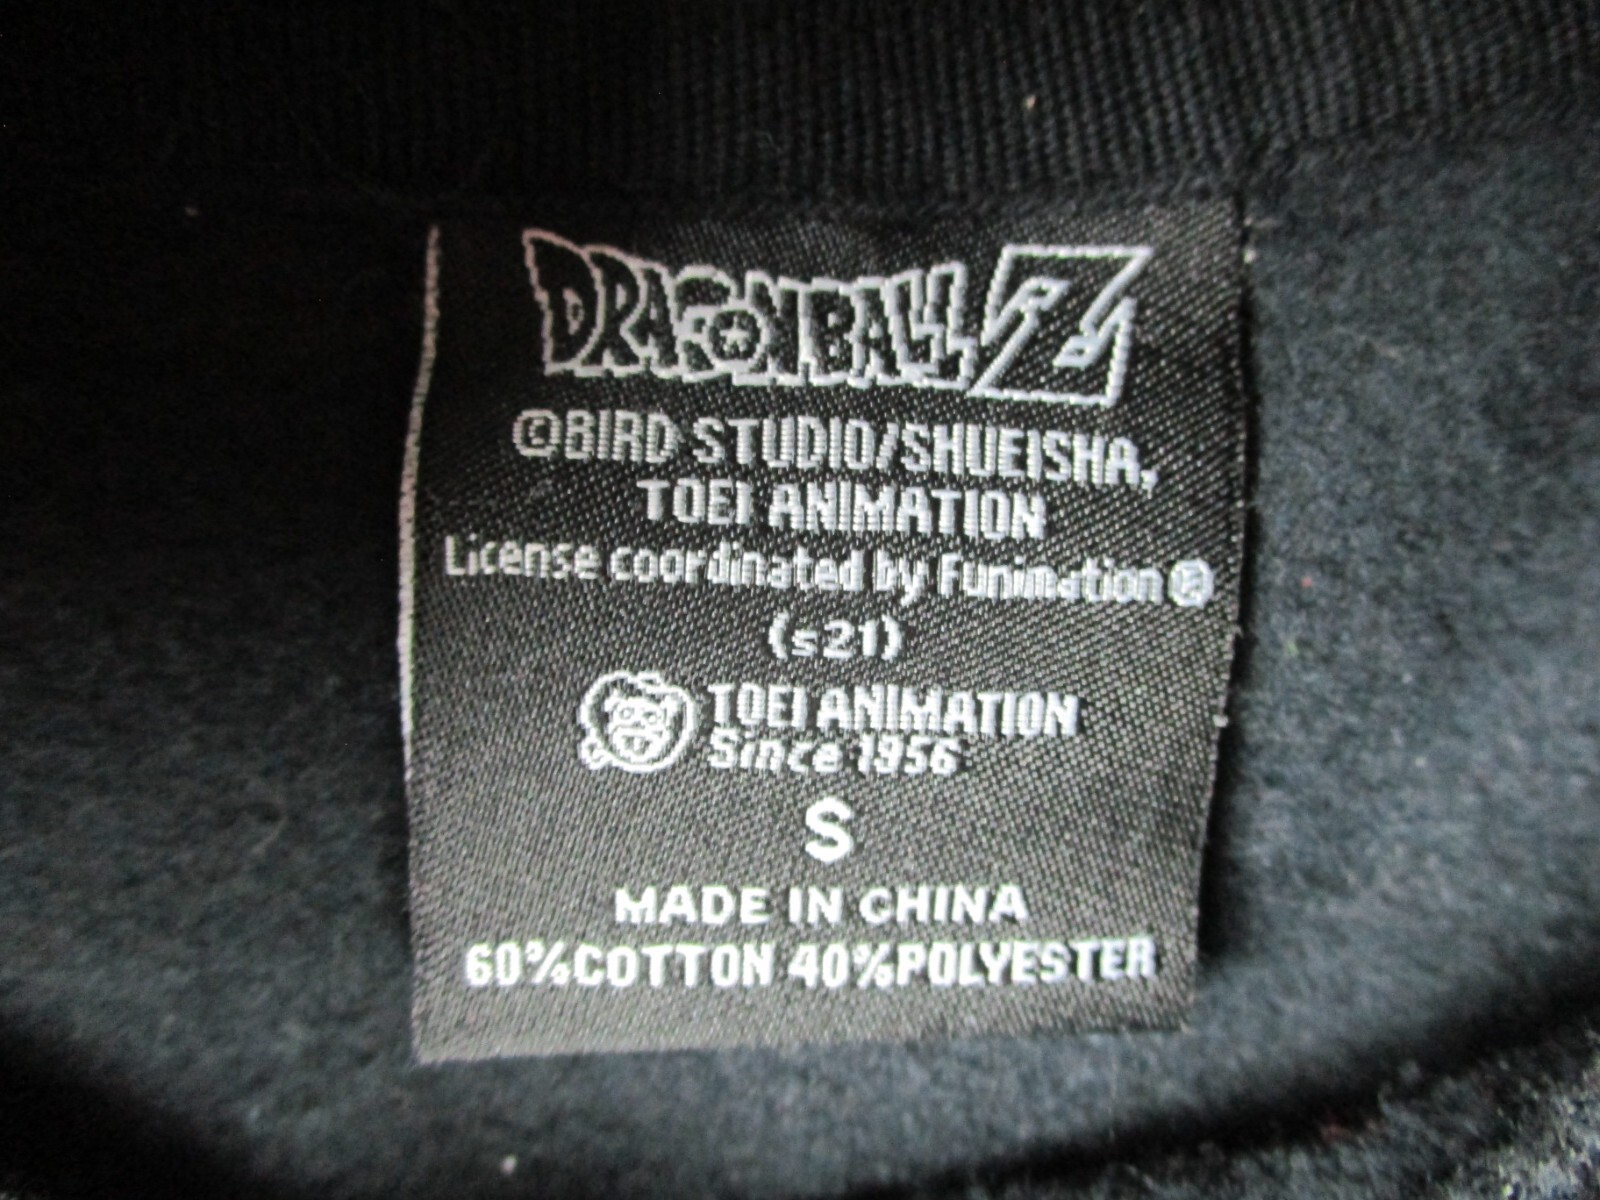 DRAGONBALL Z
©BIRD STUDIO/SHUEISHA,
TOEI ANIMATION
License coordinated by Funimation®
(s21)
TOEI ANIMATION
Since 1956
S
MADE IN CHINA
60%COTTON 40%POLYESTER